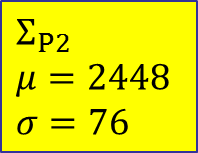 Σ_P2
μ = 2448
σ = 76